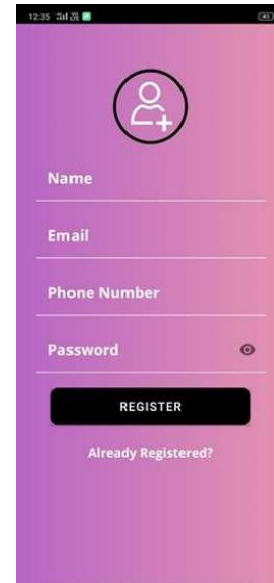 12:35
Name
Email
Phone Number
Password
REGISTER
Already Registered?